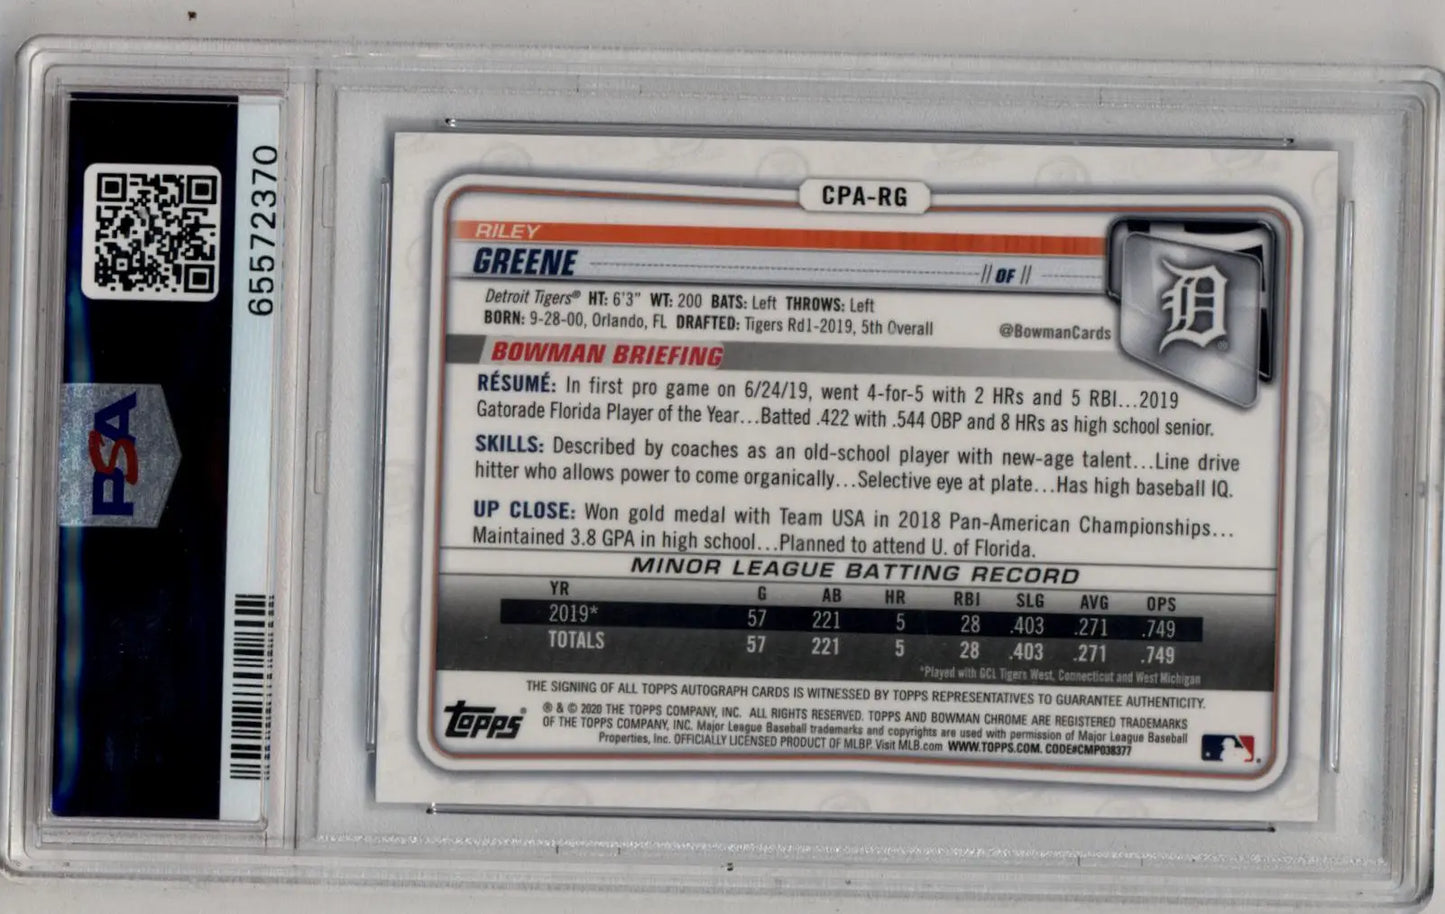 65572370
PSA
CPA-RG
RILEY
GREENE
// OF //
Detroit Tigers® HT: 6'3" WT: 200 BATS: Left THROWS: Left
BORN: 9-28-00, Orlando, FL DRAFTED: Tigers Rd1-2019, 5th Overall
@BowmanCards
D
BOWMAN BRIEFING
RÉSUMÉ: In first pro game on 6/24/19, went 4-for-5 with 2 HRs and 5 RBI...2019
Gatorade Florida Player of the Year...Batted .422 with .544 OBP and 8 HRs as high school senior.
SKILLS: Described by coaches as an old-school player with new-age talent...Line drive
hitter who allows power to come organically...Selective eye at plate...Has high baseball IQ.
UP CLOSE: Won gold medal with Team USA in 2018 Pan-American Championships...
Maintained 3.8 GPA in high school...Planned to attend U. of Florida.
MINOR LEAGUE BATTING RECORD
YR G AB HR RBI SLG AVG OPS
2019* 57 221 5 28 .403 .271 .749
TOTALS 57 221 5 28 .403 .271 .749
*Played with GCL Tigers West, Connecticut and West Michigan
THE SIGNING OF ALL TOPPS AUTOGRAPH CARDS IS WITNESSED BY TOPPS REPRESENTATIVES TO GUARANTEE AUTHENTICITY.
topps®
® & © 2020 THE TOPPS COMPANY, INC. ALL RIGHTS RESERVED. TOPPS AND BOWMAN CHROME ARE REGISTERED TRADEMARKS
OF THE TOPPS COMPANY, INC. Major League Baseball trademarks and copyrights are used with permission of Major League Baseball
Properties, Inc. OFFICIALLY LICENSED PRODUCT OF MLBP. Visit MLB.com WWW.TOPPS.COM. CODE#CMP038377